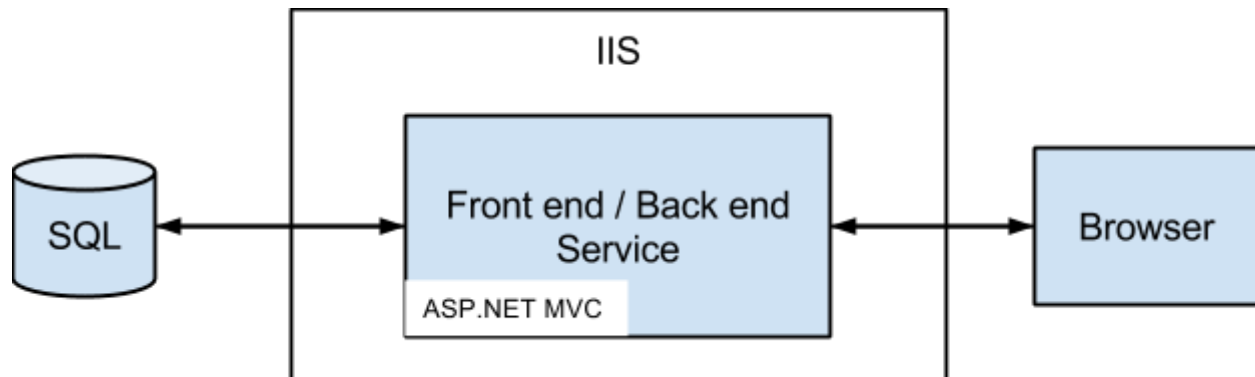 IIS
SQL
Front end / Back end
Service
ASP.NET MVC
Browser